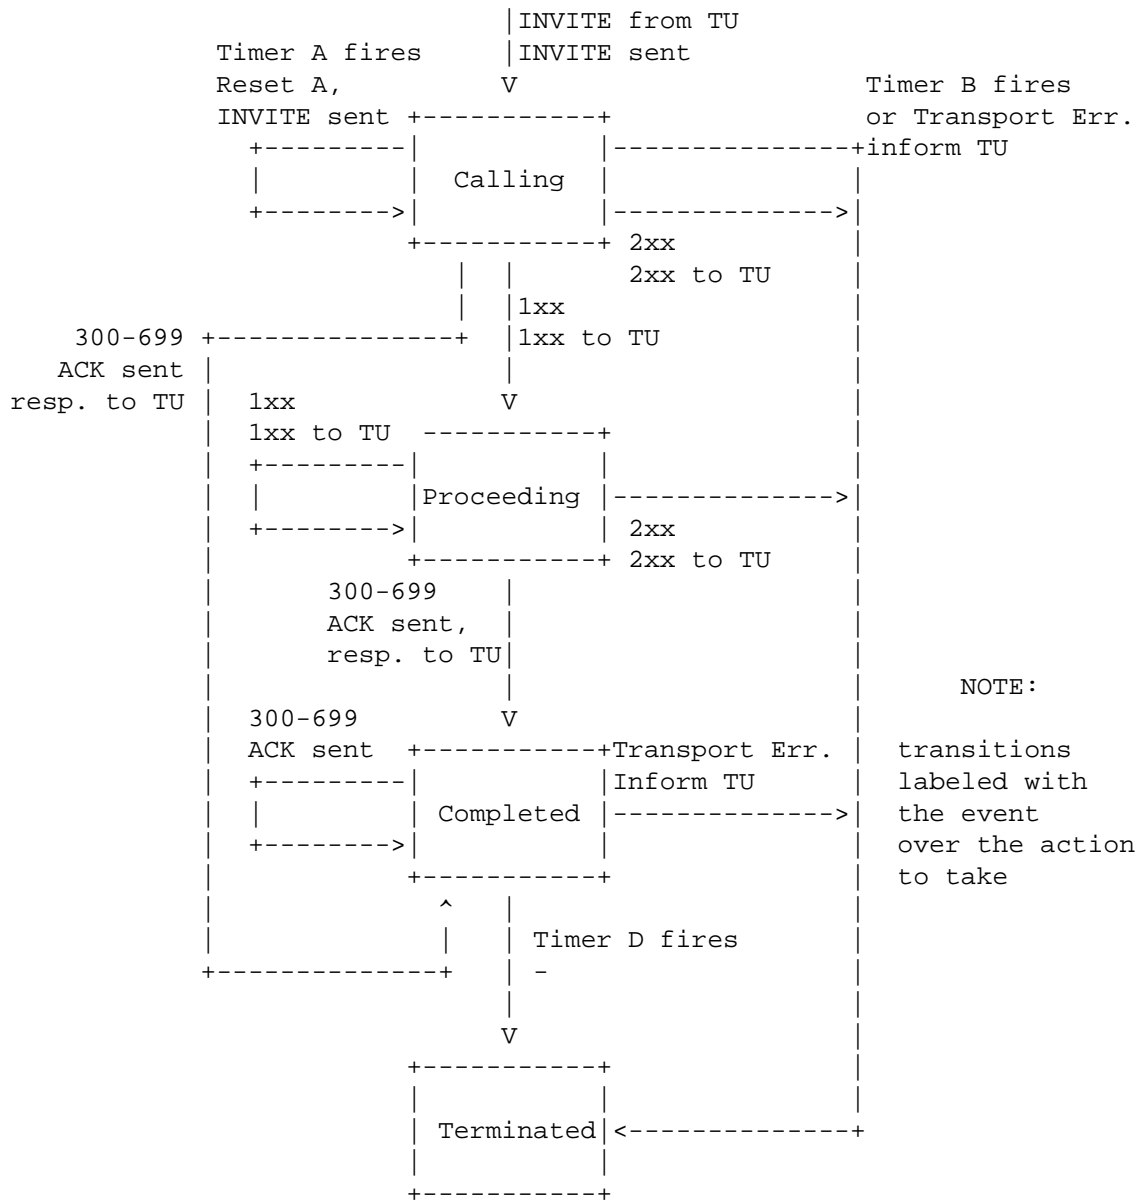 |INVITE from TU
Timer A fires     |INVITE sent
Reset A,          V                      Timer B fires
INVITE sent +-----------+                or Transport Err.
+---------|           |---------------+inform TU
|         |  Calling  |               |
+-------->|           |-------------->|
+-----------+ 2xx           |
|  |       2xx to TU     |
|  |1xx                  |
300-699 +---------------+  |1xx to TU            |
ACK sent |                  |                     |
resp. to TU |  1xx             V                     |
|  1xx to TU  -----------+               |
|  +---------|           |               |
|  |         |Proceeding |-------------->|
|  +-------->|           | 2xx           |
|            +-----------+ 2xx to TU     |
|       300-699    |                     |
|       ACK sent,  |                     |
|       resp. to TU|                     |
|                  |                     |      NOTE:
|  300-699         V                     |
|  ACK sent  +-----------+Transport Err. |  transitions
|  +---------|           |Inform TU      |  labeled with
|  |         | Completed |-------------->|  the event
|  +-------->|           |               |  over the action
|            +-----------+               |  to take
|              ^   |                     |
|              |   | Timer D fires       |
+--------------+   | -                   |
|                     |
V                     |
+-----------+               |
|           |               |
| Terminated|<--------------+
|           |
+-----------+